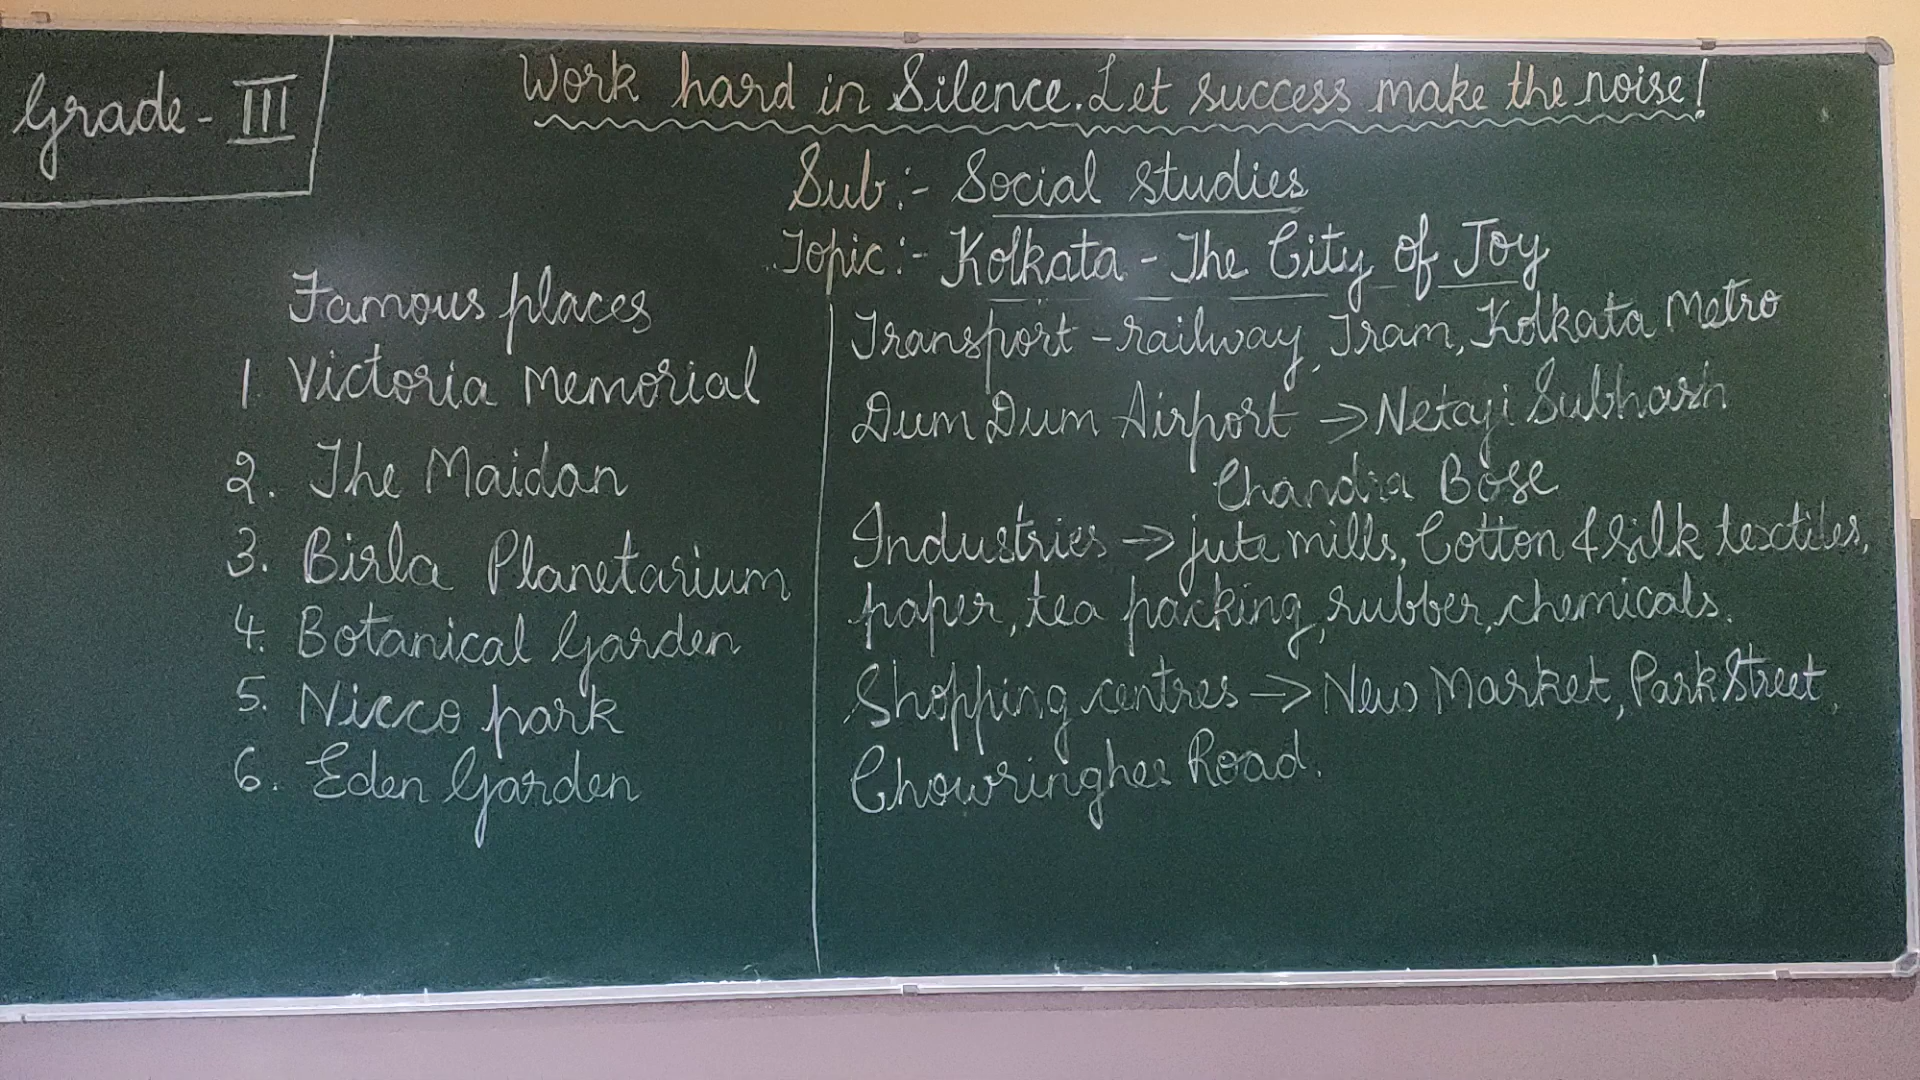 Grade - III
Work hard in Silence. Let success make the noise!
Sub :- Social studies
Topic :- Kolkata - The City of Joy
Famous places
1. Victoria Memorial
2. The Maidan
3. Birla Planetarium
4. Botanical Garden
5. Nicco park
6. Eden Garden
Transport - railway, Tram, Kolkata Metro
Dum Dum Airport → Netaji Subhash
Chandra Bose
Industries → jute mills, Cotton & Silk textiles,
paper, tea packing, rubber, chemicals.
Shopping centres → New Market, Park Street,
Chowringhee Road.